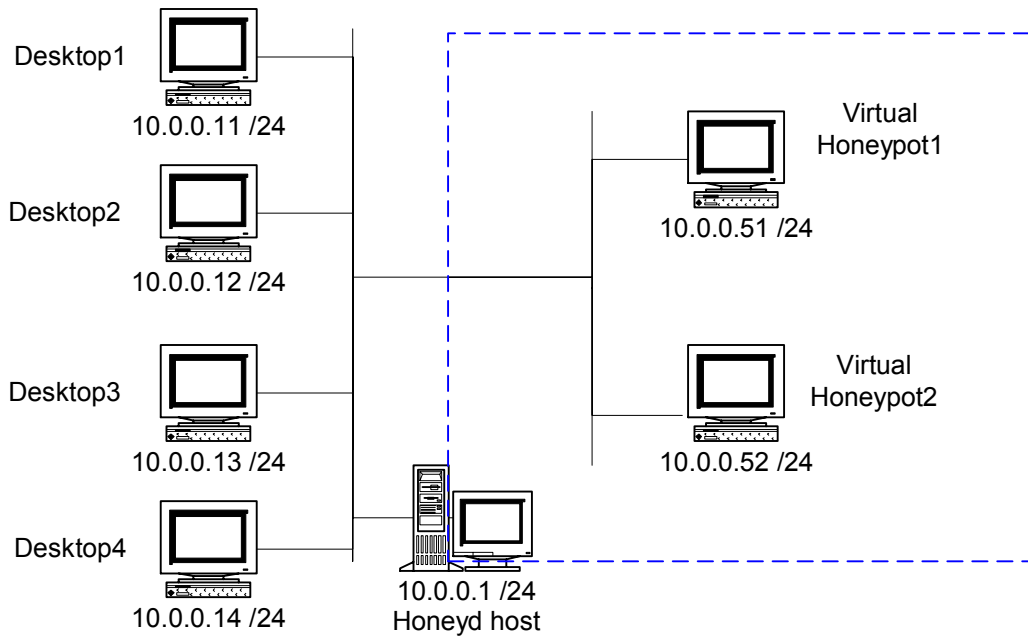 Desktop1
10.0.0.11 /24
Desktop2
10.0.0.12 /24
Desktop3
10.0.0.13 /24
Desktop4
10.0.0.14 /24
10.0.0.1 /24
Honeyd host
Virtual
Honeypot1
10.0.0.51 /24
Virtual
Honeypot2
10.0.0.52 /24